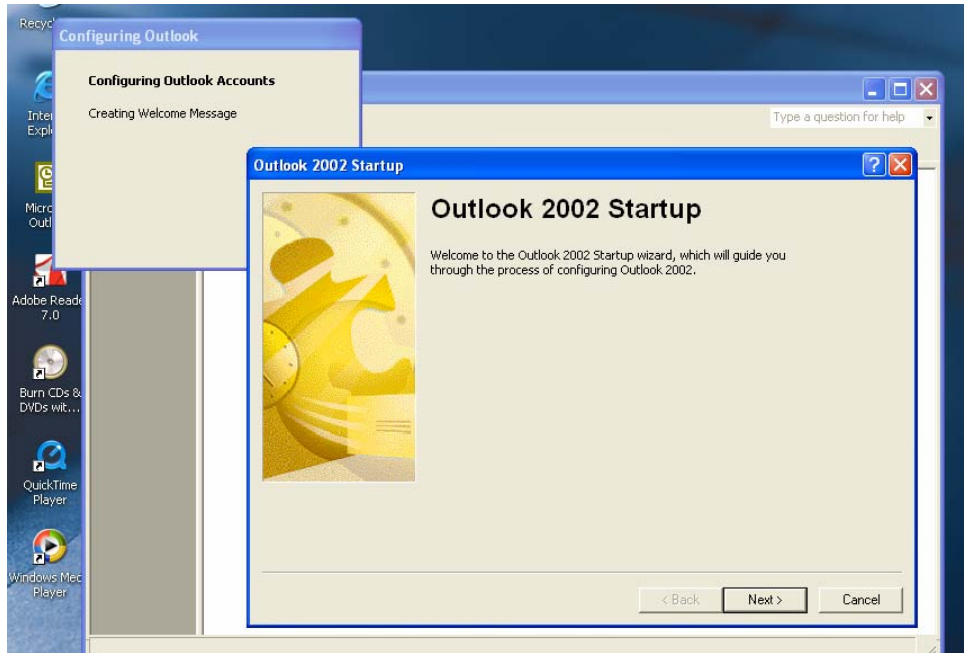 Configuring Outlook
Configuring Outlook Accounts
Creating Welcome Message
Type a question for help
Outlook 2002 Startup
Outlook 2002 Startup
Welcome to the Outlook 2002 Startup wizard, which will guide you
through the process of configuring Outlook 2002.
< Back
Next >
Cancel
Recyc
Inter
Explo
Micro
Outl
Adobe Reade
7.0
Burn CDs &
DVDs wit...
QuickTime
Player
Windows Med
Player